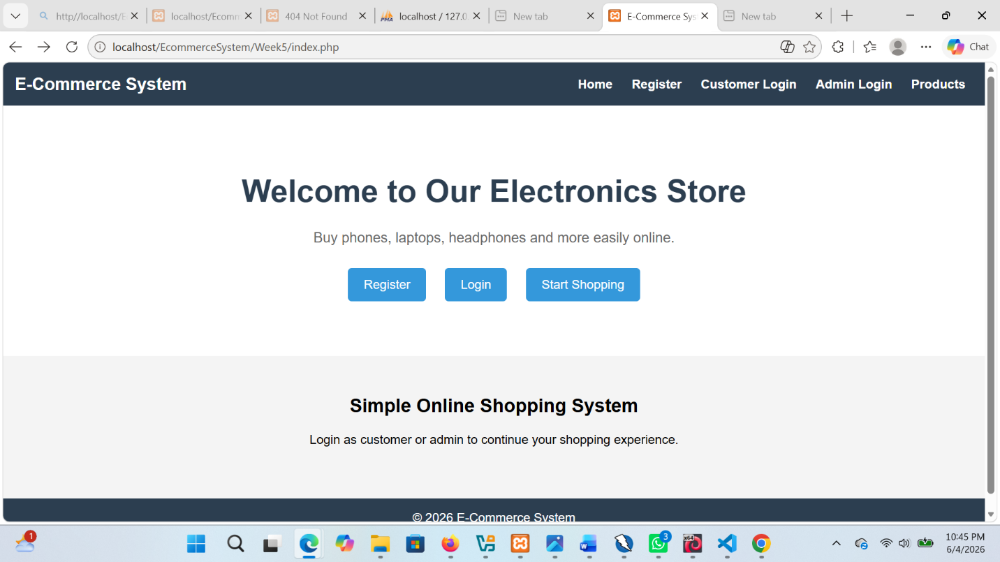 http//localhost/E
localhost/Ecomm
404 Not Found
PMA
localhost / 127.0.
New tab
E-Commerce Sys
New tab
localhost/EcommerceSystem/Week5/index.php
Chat
E-Commerce System
Home
Register
Customer Login
Admin Login
Products
Welcome to Our Electronics Store
Buy phones, laptops, headphones and more easily online.
Register
Login
Start Shopping
Simple Online Shopping System
Login as customer or admin to continue your shopping experience.
© 2026 E-Commerce System
1
3
x64
10:45 PM
6/4/2026